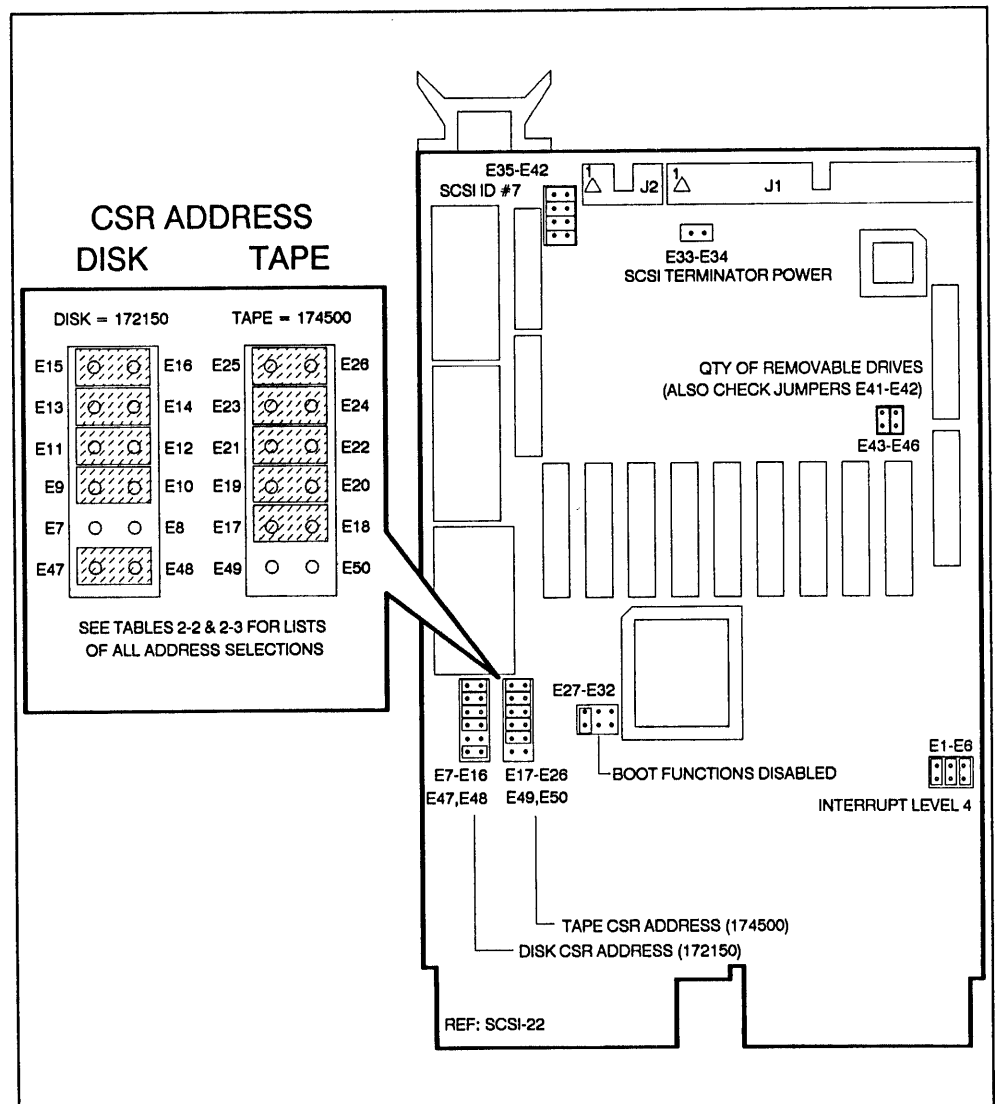 E35-E42
SCSI ID #7
1
J2
1
J1
E33-E34
SCSI TERMINATOR POWER
CSR ADDRESS
DISK TAPE
DISK = 172150 TAPE = 174500
E15 E16 E25 E26
E13 E14 E23 E24
E11 E12 E21 E22
E9 E10 E19 E20
E7 E8 E17 E18
E47 E48 E49 E50
SEE TABLES 2-2 & 2-3 FOR LISTS
OF ALL ADDRESS SELECTIONS
QTY OF REMOVABLE DRIVES
(ALSO CHECK JUMPERS E41-E42)
E43-E46
E27-E32
BOOT FUNCTIONS DISABLED
E1-E6
INTERRUPT LEVEL 4
E7-E16 E17-E26
E47,E48 E49,E50
TAPE CSR ADDRESS (174500)
DISK CSR ADDRESS (172150)
REF: SCSI-22